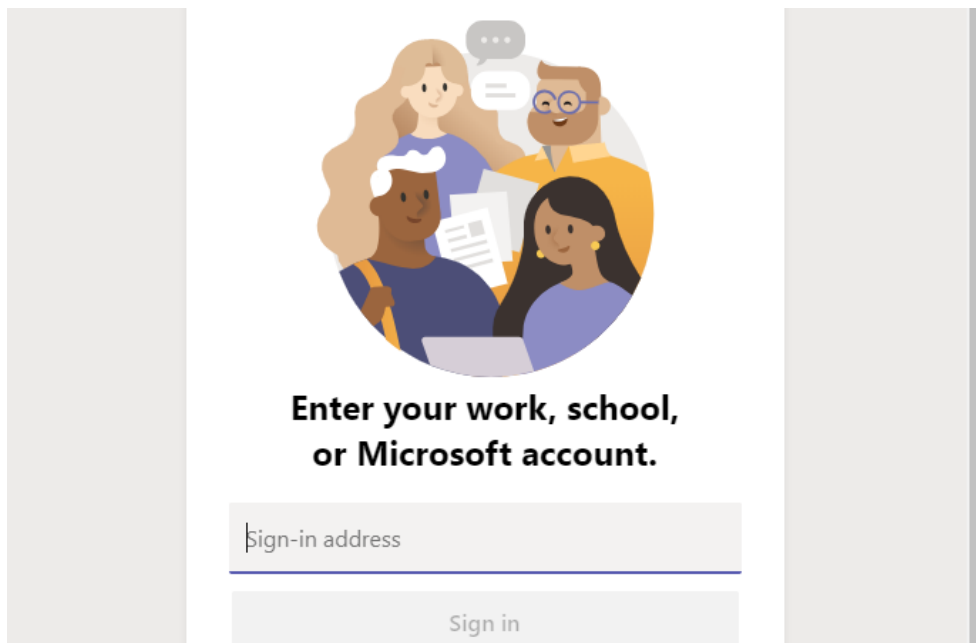 Enter your work, school,
or Microsoft account.
Sign-in address
Sign in